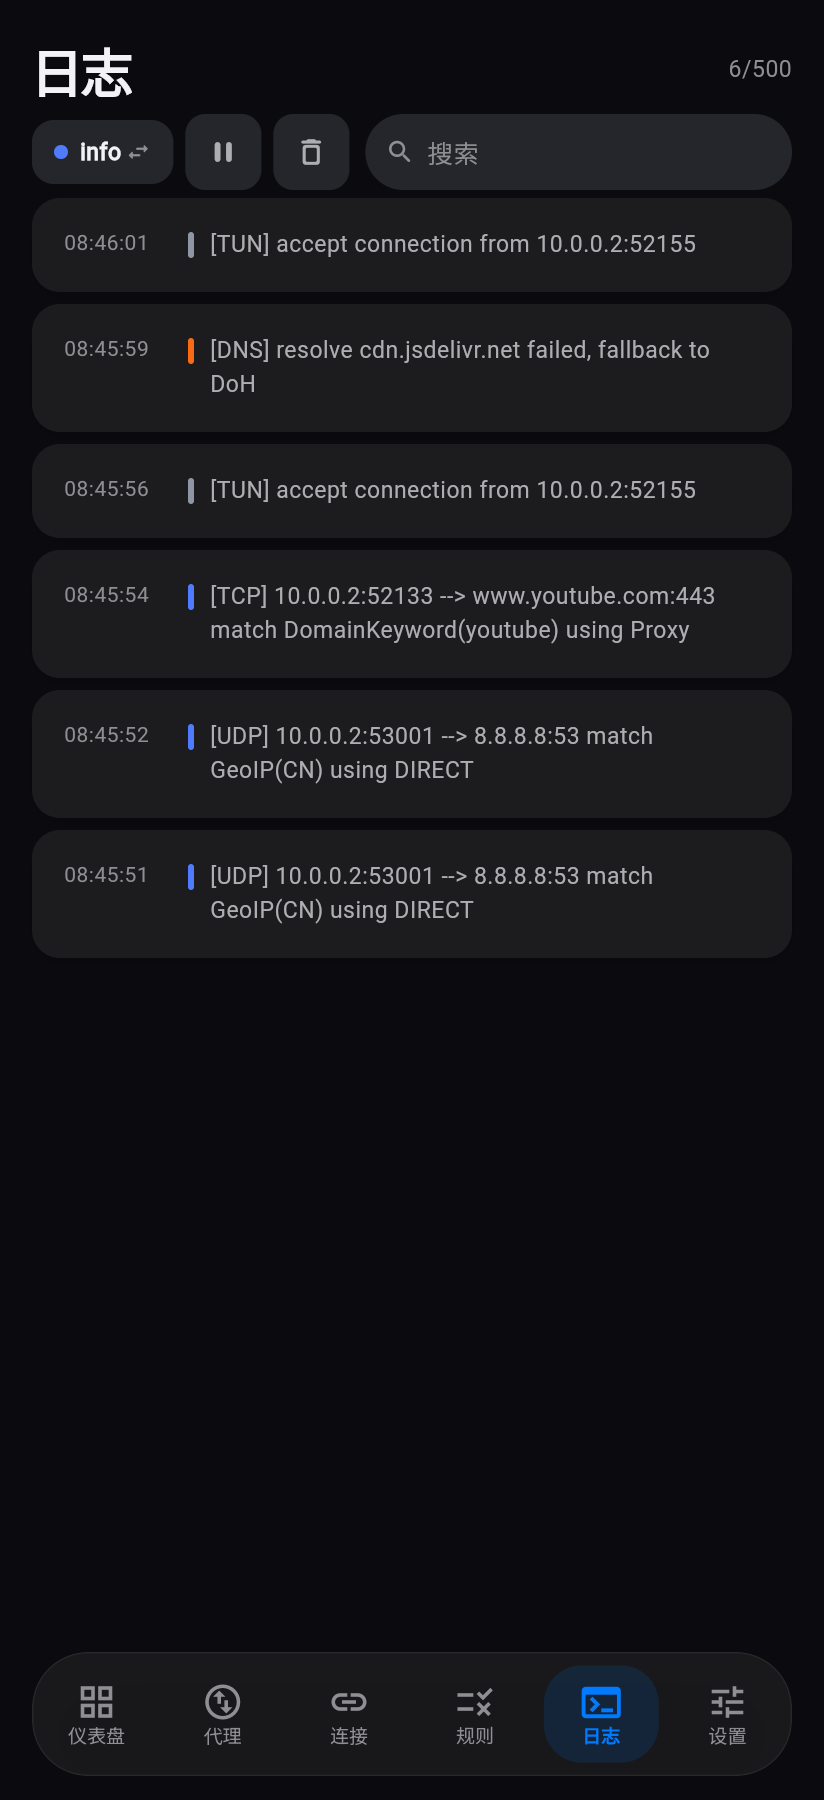 日志
6/500
info
搜索
08:46:01 [TUN] accept connection from 10.0.0.2:52155
08:45:59 [DNS] resolve cdn.jsdelivr.net failed, fallback to
DoH
08:45:56 [TUN] accept connection from 10.0.0.2:52155
08:45:54 [TCP] 10.0.0.2:52133 --> www.youtube.com:443
match DomainKeyword(youtube) using Proxy
08:45:52 [UDP] 10.0.0.2:53001 --> 8.8.8.8:53 match
GeoIP(CN) using DIRECT
08:45:51 [UDP] 10.0.0.2:53001 --> 8.8.8.8:53 match
GeoIP(CN) using DIRECT
仪表盘 代理 连接 规则 日志 设置